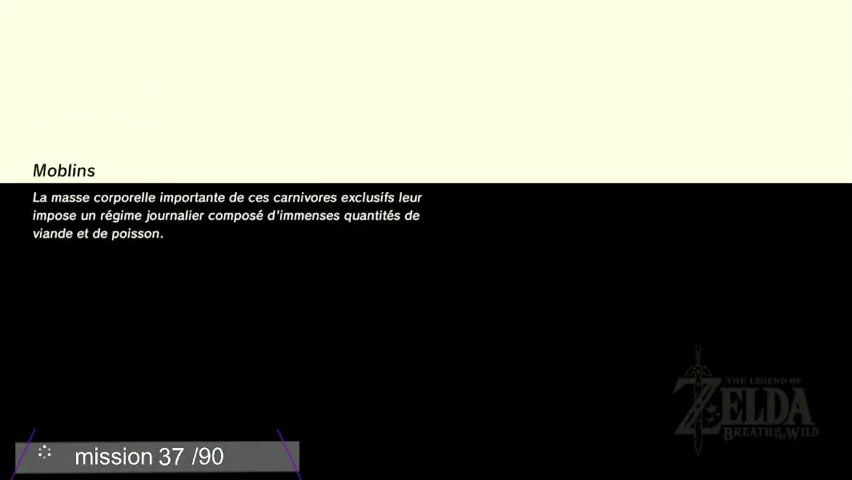 Moblins
La masse corporelle importante de ces carnivores exclusifs leur
impose un régime journalier composé d'immenses quantités de
viande et de poisson.
THE LEGEND OF
ZELDA
BREATH OF THE WILD
mission 37 /90